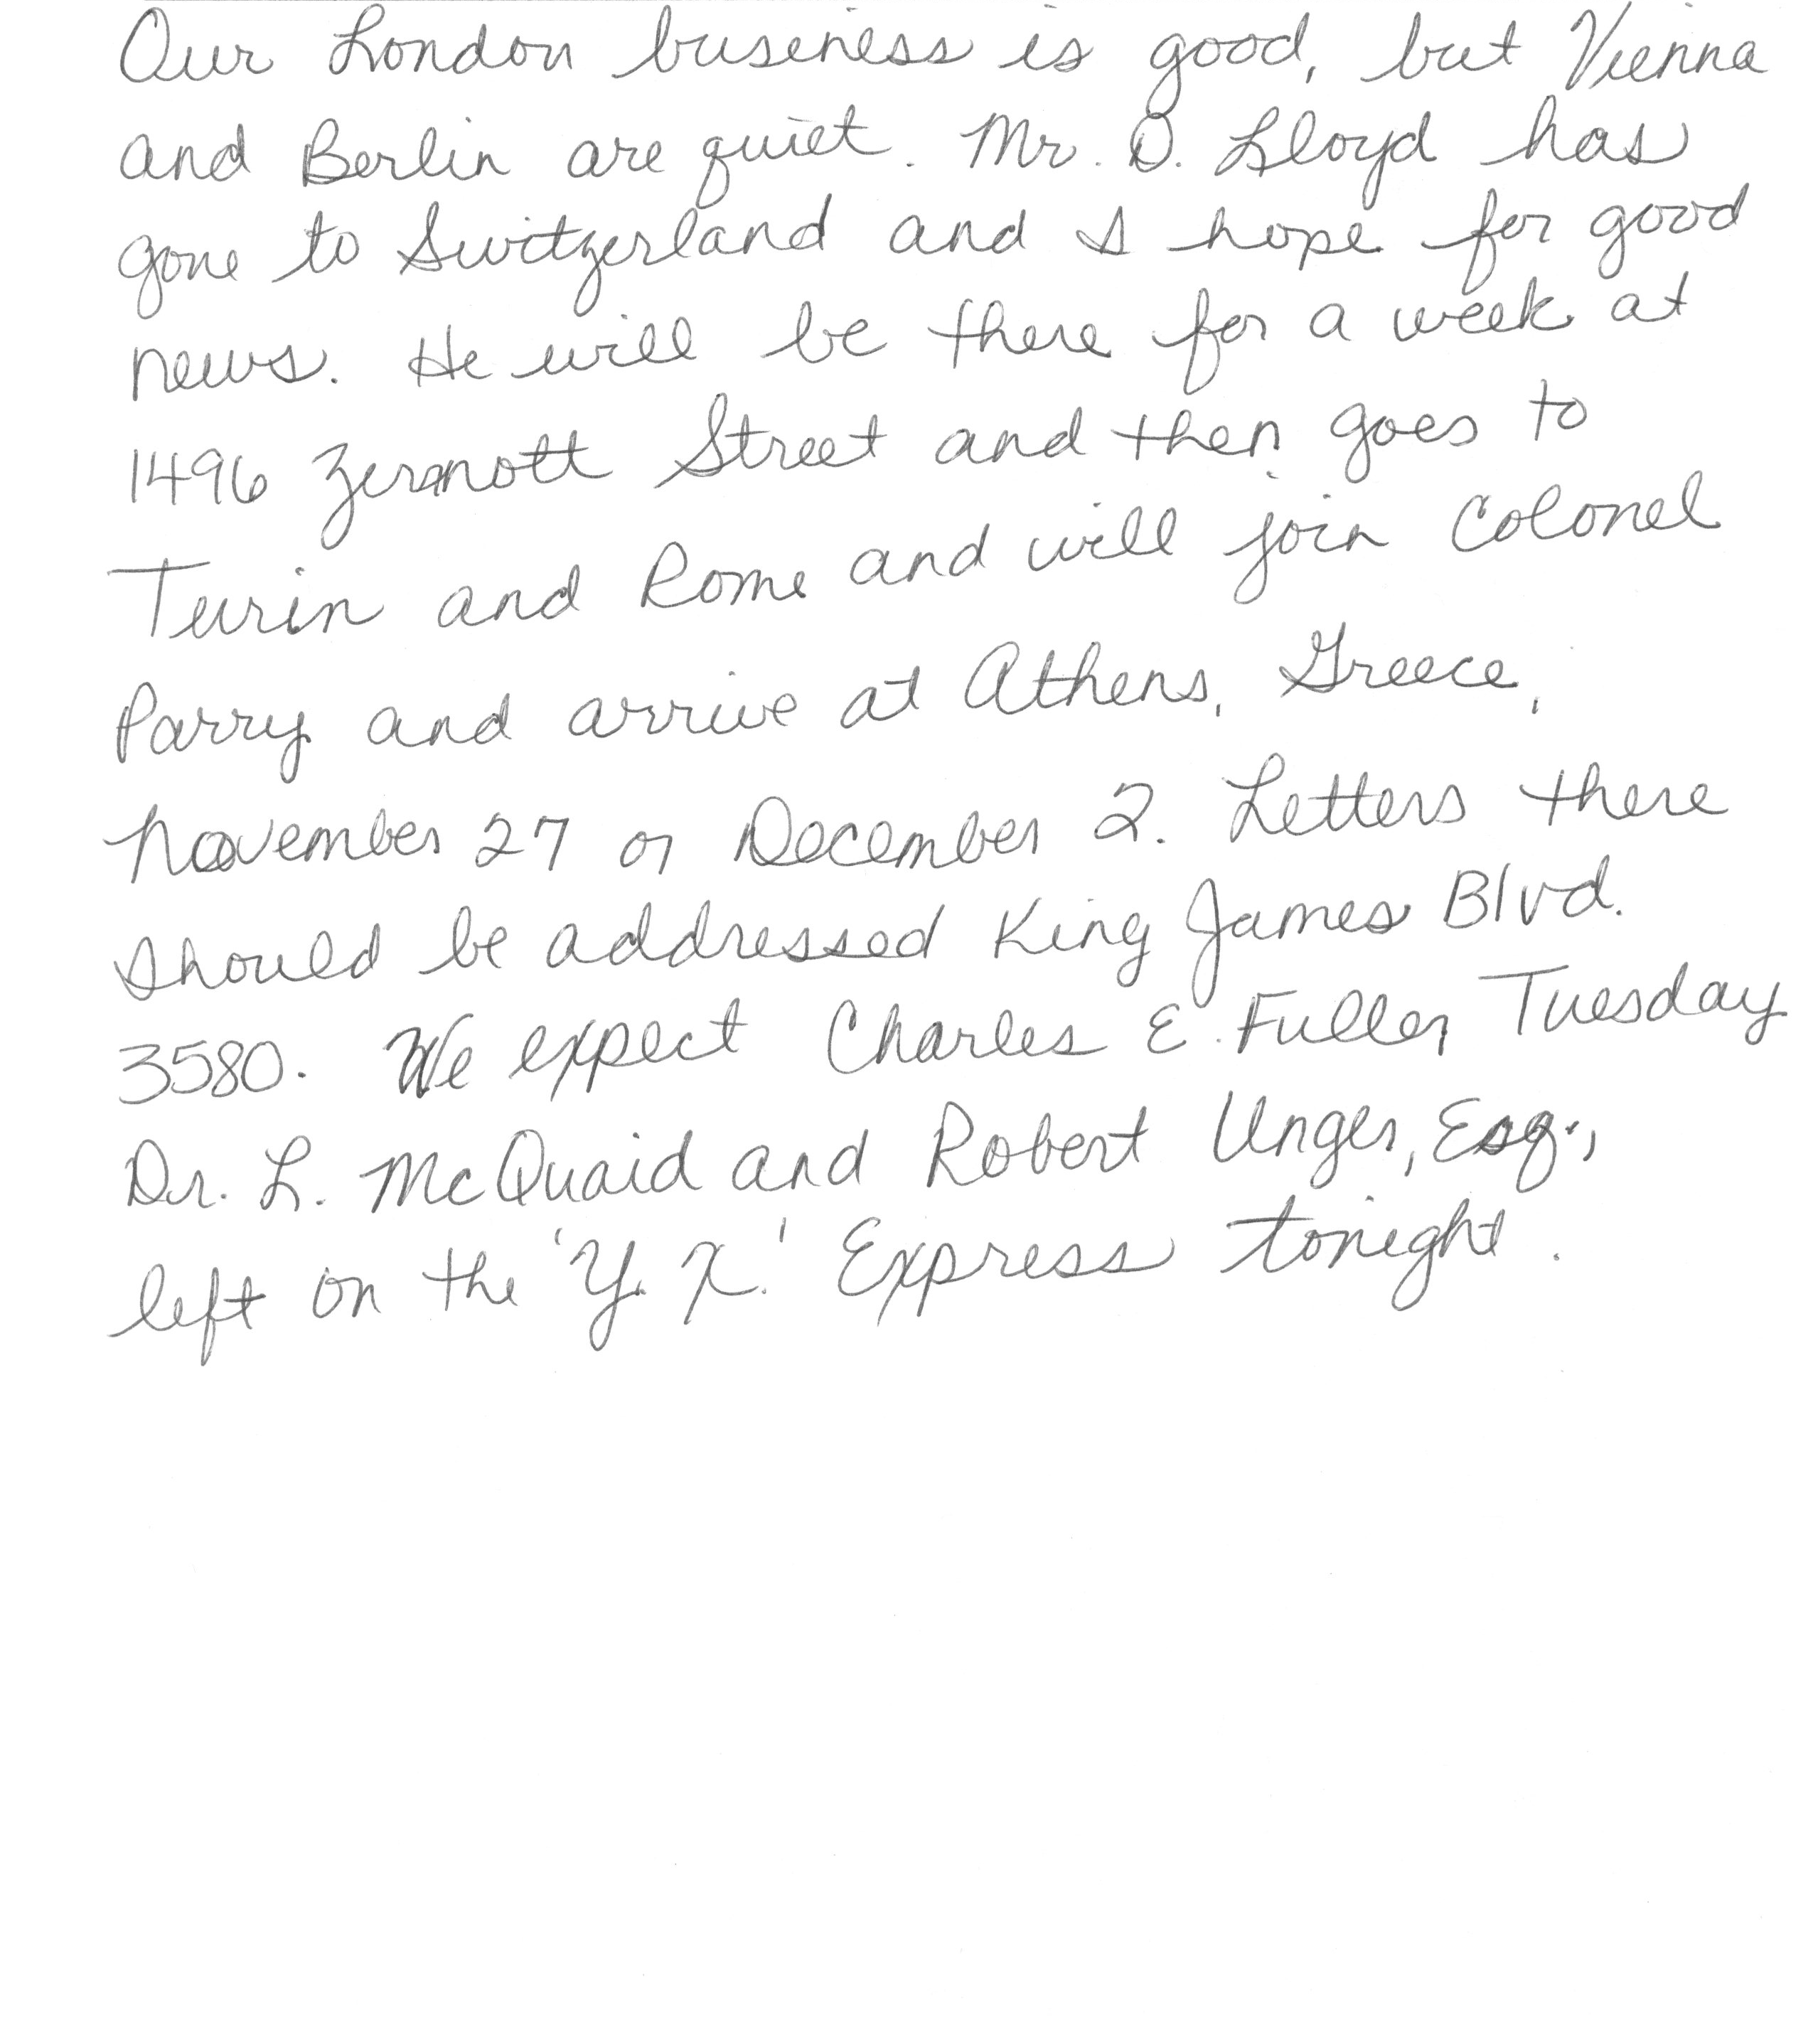 Our London business is good, but Vienna
and Berlin are quiet. Mr. D. Lloyd has
gone to Switzerland and I hope for good
news. He will be there for a week at
1496 Zermott Street and then goes to
Turin and Rome and will join Colonel
Parry and arrive at Athens, Greece,
November 27 or December 2. Letters there
should be addressed King James Blvd.
3580. We expect Charles E. Fuller Tuesday
Dr. L. McQuaid and Robert Unger, Esq.,
left on the 'Y. X.' Express tonight.